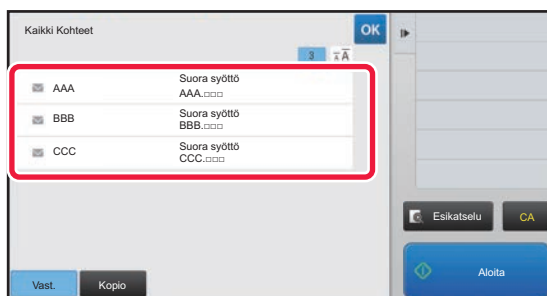 Kaikki Kohteet
OK
3
AAA
Suora syöttö
AAA.□□□
BBB
Suora syöttö
BBB.□□□
CCC
Suora syöttö
CCC.□□□
Esikatselu
CA
Vast.
Kopio
Aloita